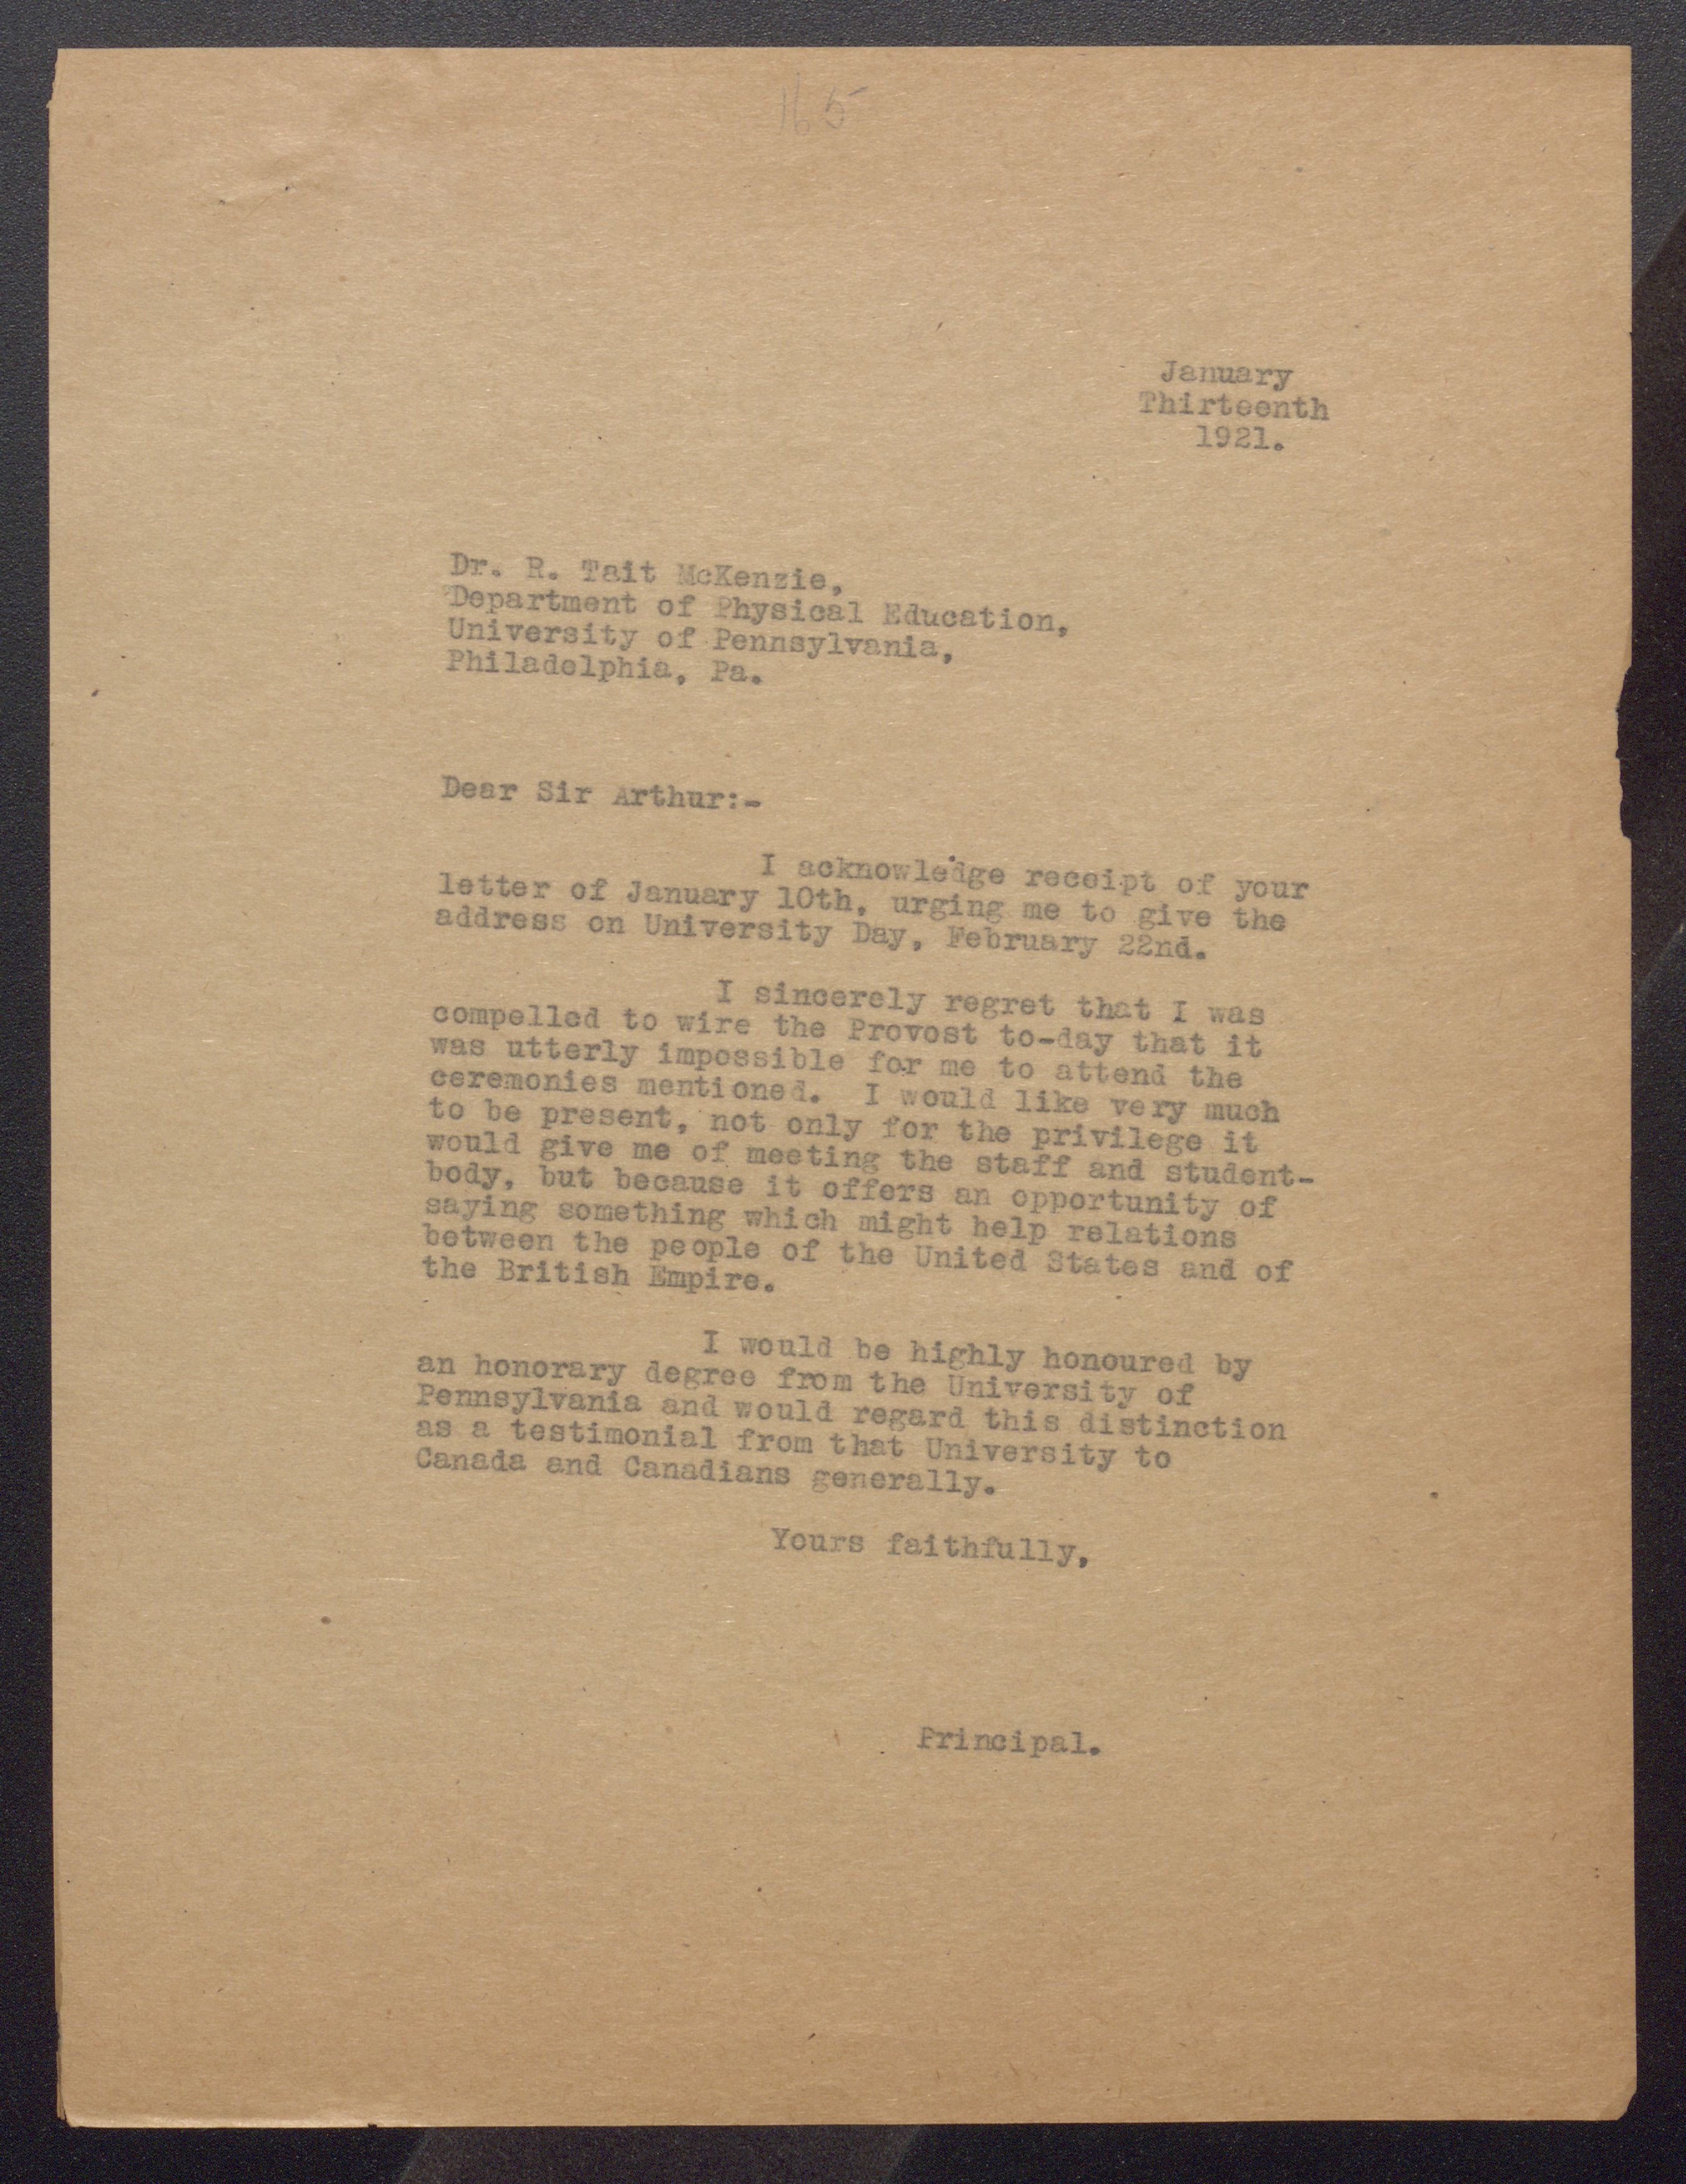 165
January
Thirteenth
1921.
Dr. R. Tait McKenzie,
Department of Physical Education,
University of Pennsylvania,
Philadelphia, Pa.
Dear Sir Arthur:-
I acknowledge receipt of your
letter of January 10th, urging me to give the
address on University Day, February 22nd.
I sincerely regret that I was
compelled to wire the Provost to-day that it
was utterly impossible for me to attend the
ceremonies mentioned. I would like very much
to be present, not only for the privilege it
would give me of meeting the staff and student-
body, but because it offers an opportunity of
saying something which might help relations
between the people of the United States and of
the British Empire.
I would be highly honoured by
an honorary degree from the University of
Pennsylvania and would regard this distinction
as a testimonial from that University to
Canada and Canadians generally.
Yours faithfully,
Principal.